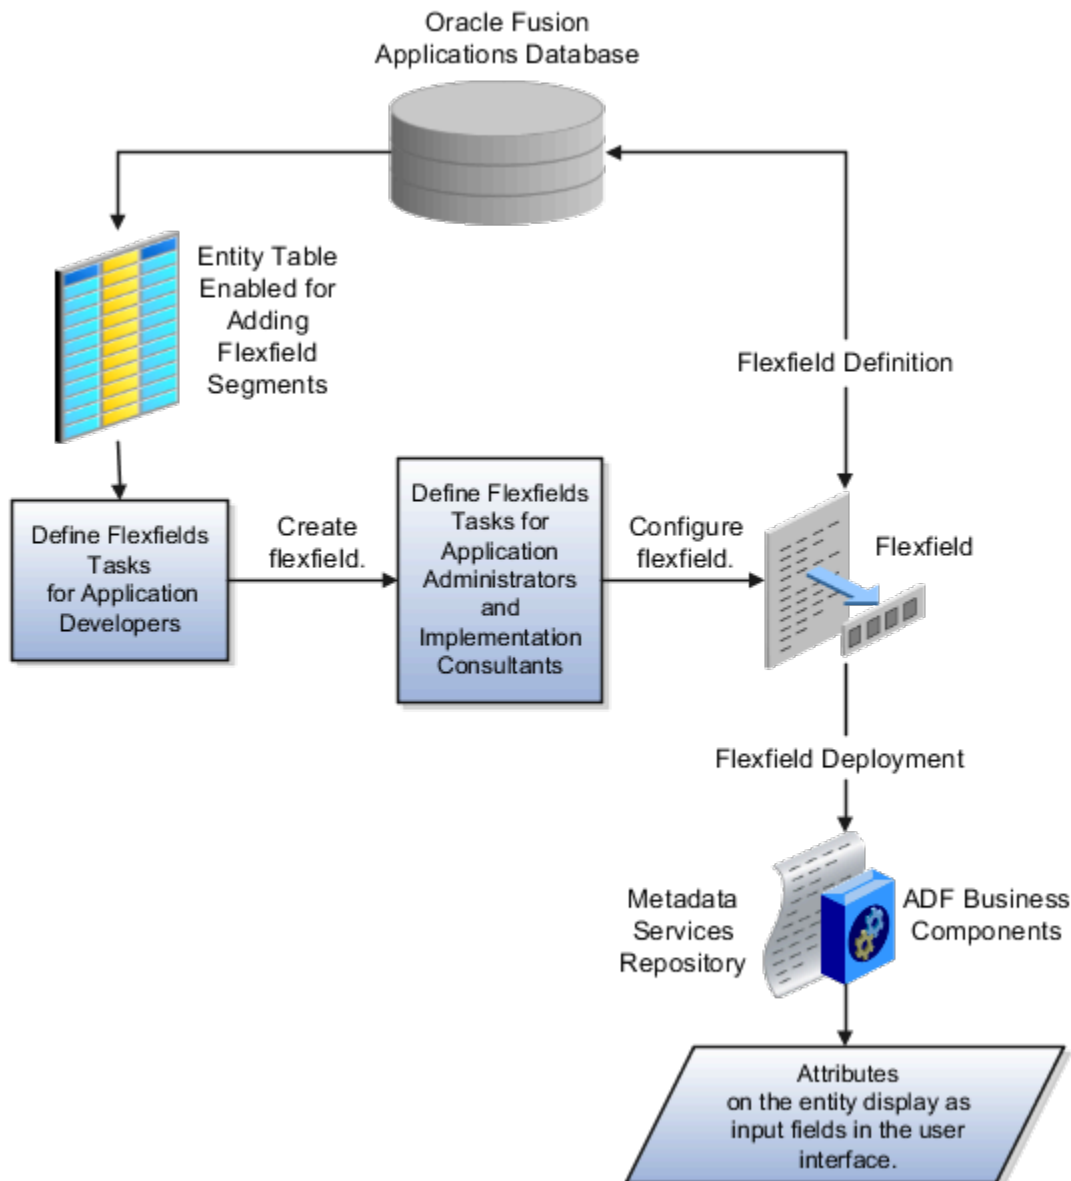 Oracle Fusion
Applications Database
Entity Table
Enabled for
Adding
Flexfield
Segments
Flexfield Definition
Define Flexfields
Tasks
for Application
Developers
Create
flexfield.
Define Flexfields
Tasks for
Application
Administrators
and
Implementation
Consultants
Configure
flexfield.
Flexfield
Flexfield Deployment
Metadata
Services
Repository
ADF Business
Components
Attributes
on the entity display as
input fields in the user
interface.